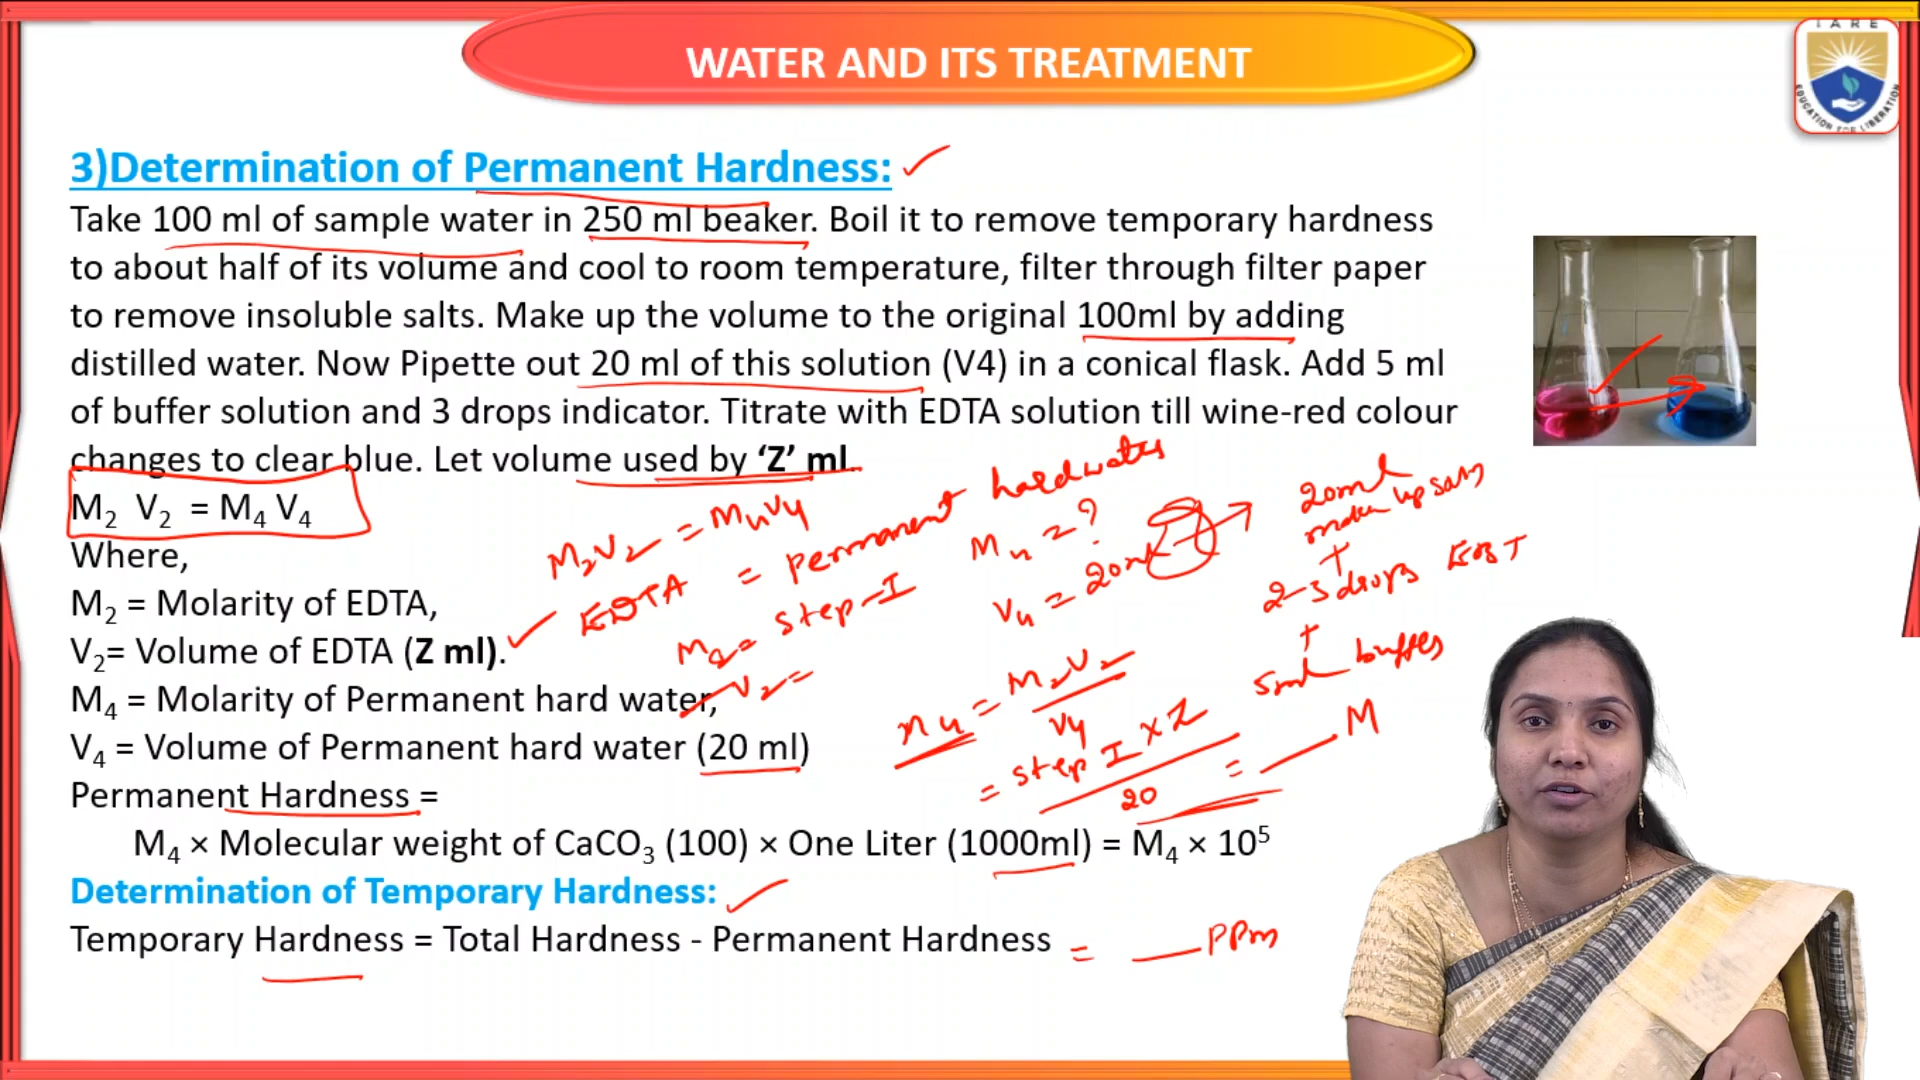 IARE
EDUCATION FOR LIBERATION
WATER AND ITS TREATMENT
3)Determination of Permanent Hardness:
Take 100 ml of sample water in 250 ml beaker. Boil it to remove temporary hardness
to about half of its volume and cool to room temperature, filter through filter paper
to remove insoluble salts. Make up the volume to the original 100ml by adding
distilled water. Now Pipette out 20 ml of this solution (V4) in a conical flask. Add 5 ml
of buffer solution and 3 drops indicator. Titrate with EDTA solution till wine-red colour
changes to clear blue. Let volume used by ‘Z’ ml.
M₂ V₂ = M₄ V₄
Where,
M₂ = Molarity of EDTA,
V₂= Volume of EDTA (Z ml).
M₄ = Molarity of Permanent hard water,
V₄ = Volume of Permanent hard water (20 ml)
Permanent Hardness =
M₄ × Molecular weight of CaCO₃ (100) × One Liter (1000ml) = M₄ × 10⁵
Determination of Temporary Hardness:
Temporary Hardness = Total Hardness - Permanent Hardness = PPm
M₂V₂ = M₄V₄
EDTA = permanent hardwater
M₂ = step-I
V₂ =
M₄ = ?
V₄ = 20ml
M₄ = M₂V₂
V₄
= step I × Z
20
= M
20ml
make up
+
2-3 drops EBT
+
5ml buffer